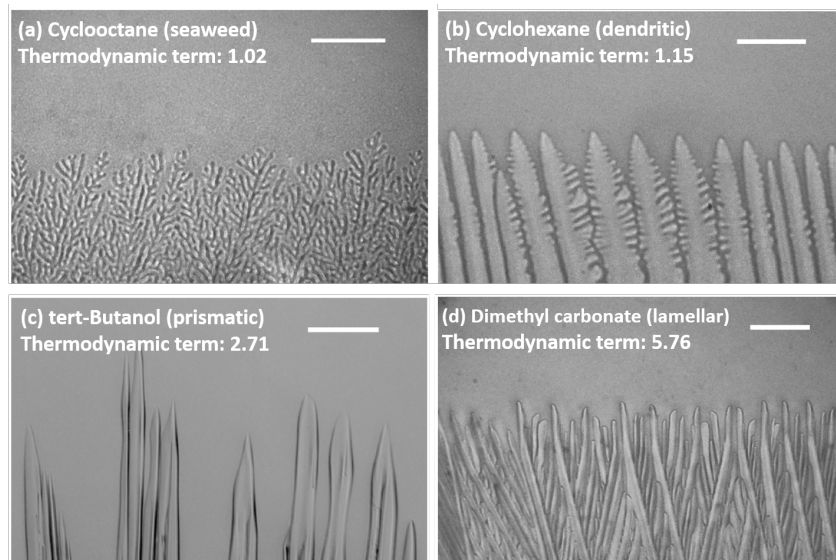 (a) Cyclooctane (seaweed)
Thermodynamic term: 1.02
(b) Cyclohexane (dendritic)
Thermodynamic term: 1.15
(c) tert-Butanol (prismatic)
Thermodynamic term: 2.71
(d) Dimethyl carbonate (lamellar)
Thermodynamic term: 5.76